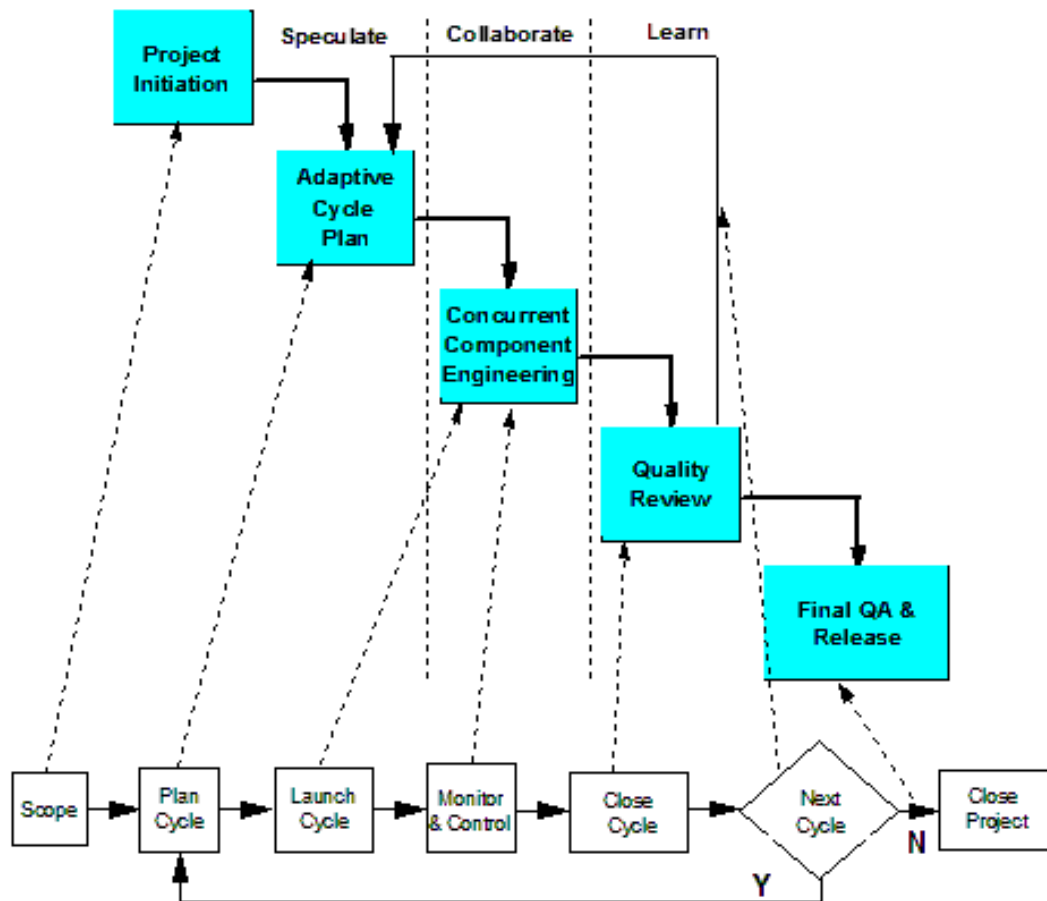 Speculate
Collaborate
Learn
Project
Initiation
Adaptive
Cycle
Plan
Concurrent
Component
Engineering
Quality
Review
Final QA &
Release
Scope
Plan
Cycle
Launch
Cycle
Monitor
& Control
Close
Cycle
Next
Cycle
N
Close
Project
Y